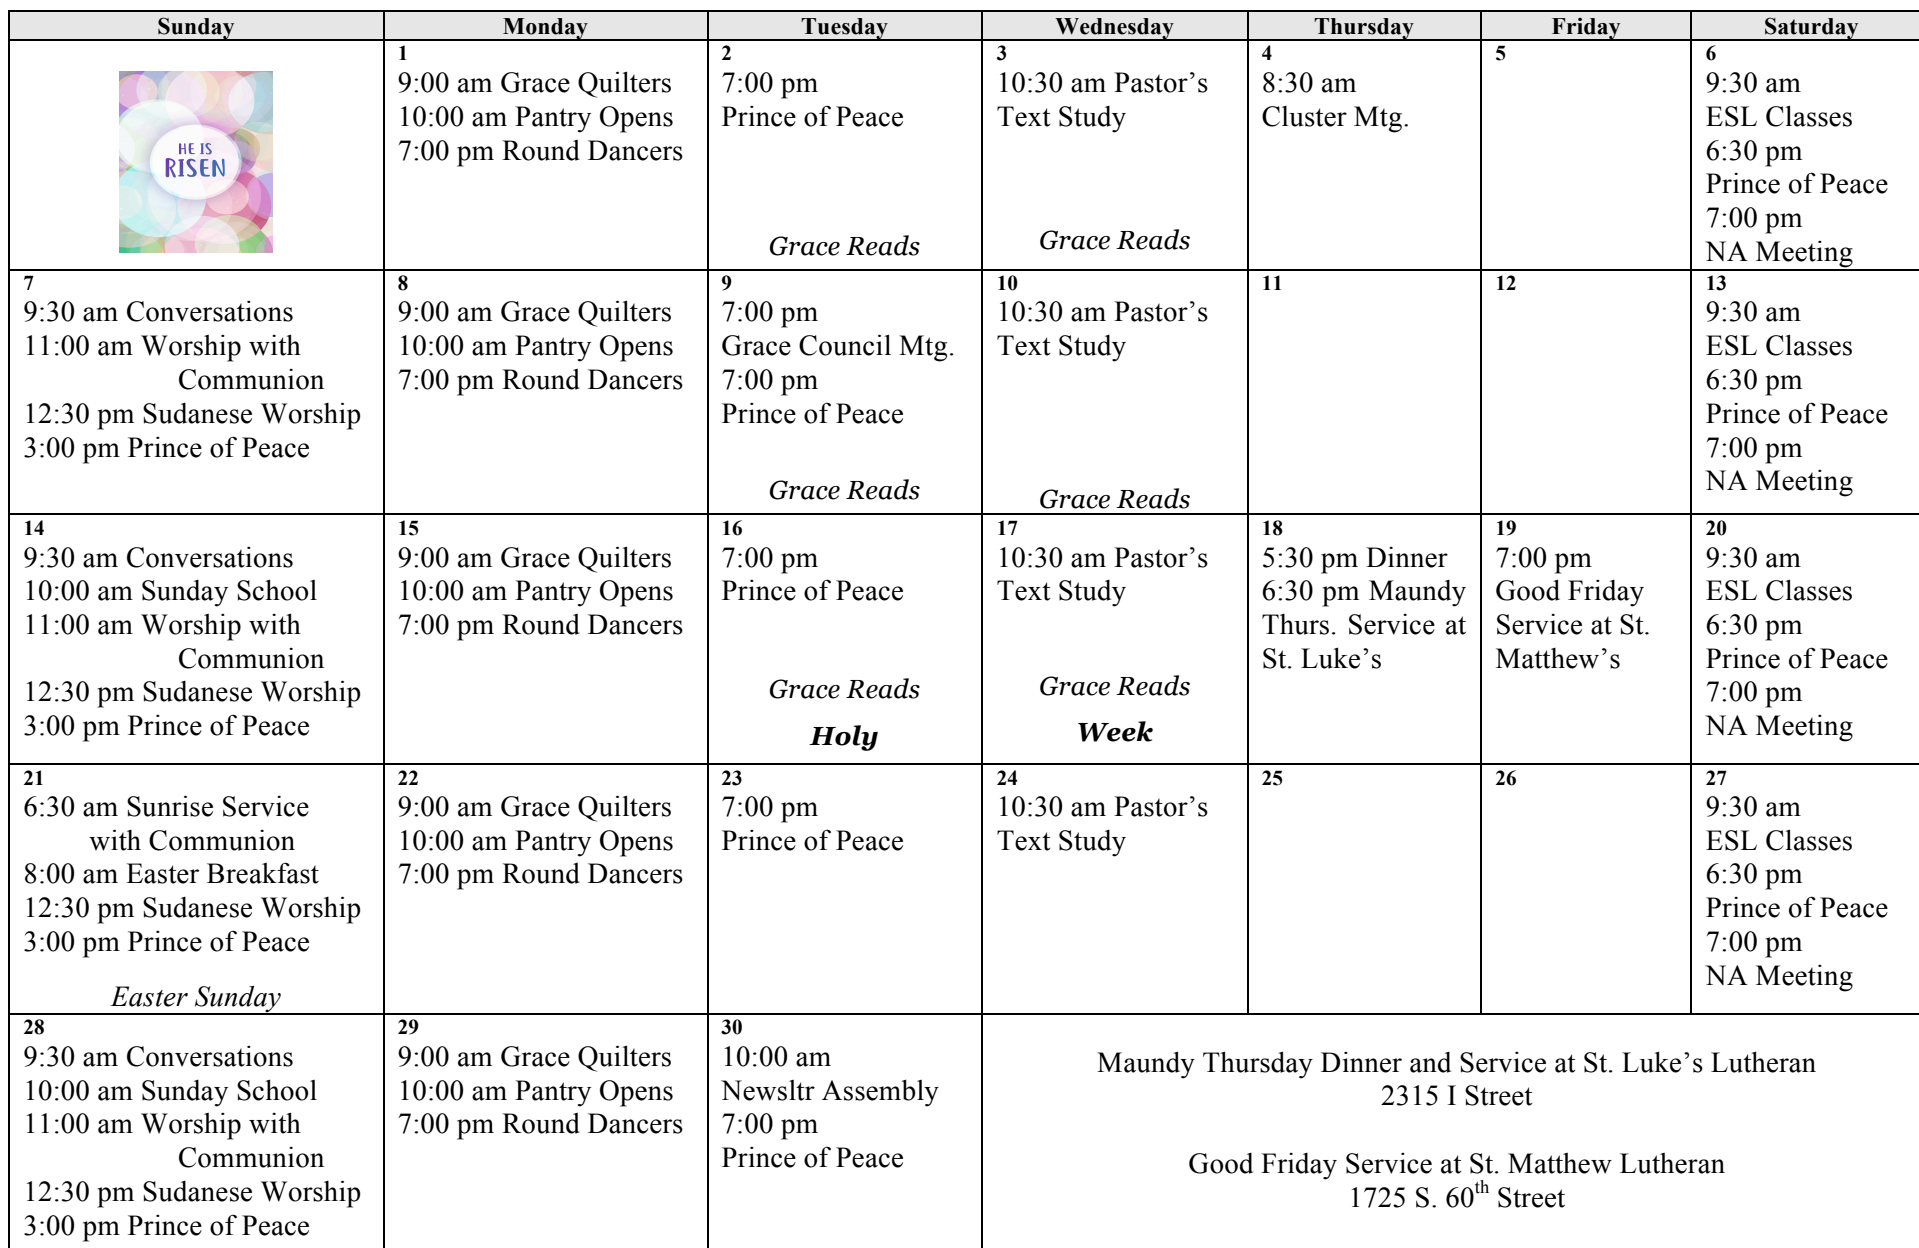 Sunday Monday Tuesday Wednesday Thursday Friday Saturday
HE IS
RISEN
1
9:00 am Grace Quilters
10:00 am Pantry Opens
7:00 pm Round Dancers
2
7:00 pm
Prince of Peace
Grace Reads
3
10:30 am Pastor’s
Text Study
Grace Reads
4
8:30 am
Cluster Mtg.
5
6
9:30 am
ESL Classes
6:30 pm
Prince of Peace
7:00 pm
NA Meeting
7
9:30 am Conversations
11:00 am Worship with
Communion
12:30 pm Sudanese Worship
3:00 pm Prince of Peace
8
9:00 am Grace Quilters
10:00 am Pantry Opens
7:00 pm Round Dancers
9
7:00 pm
Grace Council Mtg.
7:00 pm
Prince of Peace
Grace Reads
10
10:30 am Pastor’s
Text Study
Grace Reads
11
12
13
9:30 am
ESL Classes
6:30 pm
Prince of Peace
7:00 pm
NA Meeting
14
9:30 am Conversations
10:00 am Sunday School
11:00 am Worship with
Communion
12:30 pm Sudanese Worship
3:00 pm Prince of Peace
15
9:00 am Grace Quilters
10:00 am Pantry Opens
7:00 pm Round Dancers
16
7:00 pm
Prince of Peace
Grace Reads
Holy
17
10:30 am Pastor’s
Text Study
Grace Reads
Week
18
5:30 pm Dinner
6:30 pm Maundy
Thurs. Service at
St. Luke’s
19
7:00 pm
Good Friday
Service at St.
Matthew’s
20
9:30 am
ESL Classes
6:30 pm
Prince of Peace
7:00 pm
NA Meeting
21
6:30 am Sunrise Service
with Communion
8:00 am Easter Breakfast
12:30 pm Sudanese Worship
3:00 pm Prince of Peace
Easter Sunday
22
9:00 am Grace Quilters
10:00 am Pantry Opens
7:00 pm Round Dancers
23
7:00 pm
Prince of Peace
24
10:30 am Pastor’s
Text Study
25
26
27
9:30 am
ESL Classes
6:30 pm
Prince of Peace
7:00 pm
NA Meeting
28
9:30 am Conversations
10:00 am Sunday School
11:00 am Worship with
Communion
12:30 pm Sudanese Worship
3:00 pm Prince of Peace
29
9:00 am Grace Quilters
10:00 am Pantry Opens
7:00 pm Round Dancers
30
10:00 am
Newsltr Assembly
7:00 pm
Prince of Peace
Maundy Thursday Dinner and Service at St. Luke’s Lutheran
2315 I Street
Good Friday Service at St. Matthew Lutheran
1725 S. 60th Street